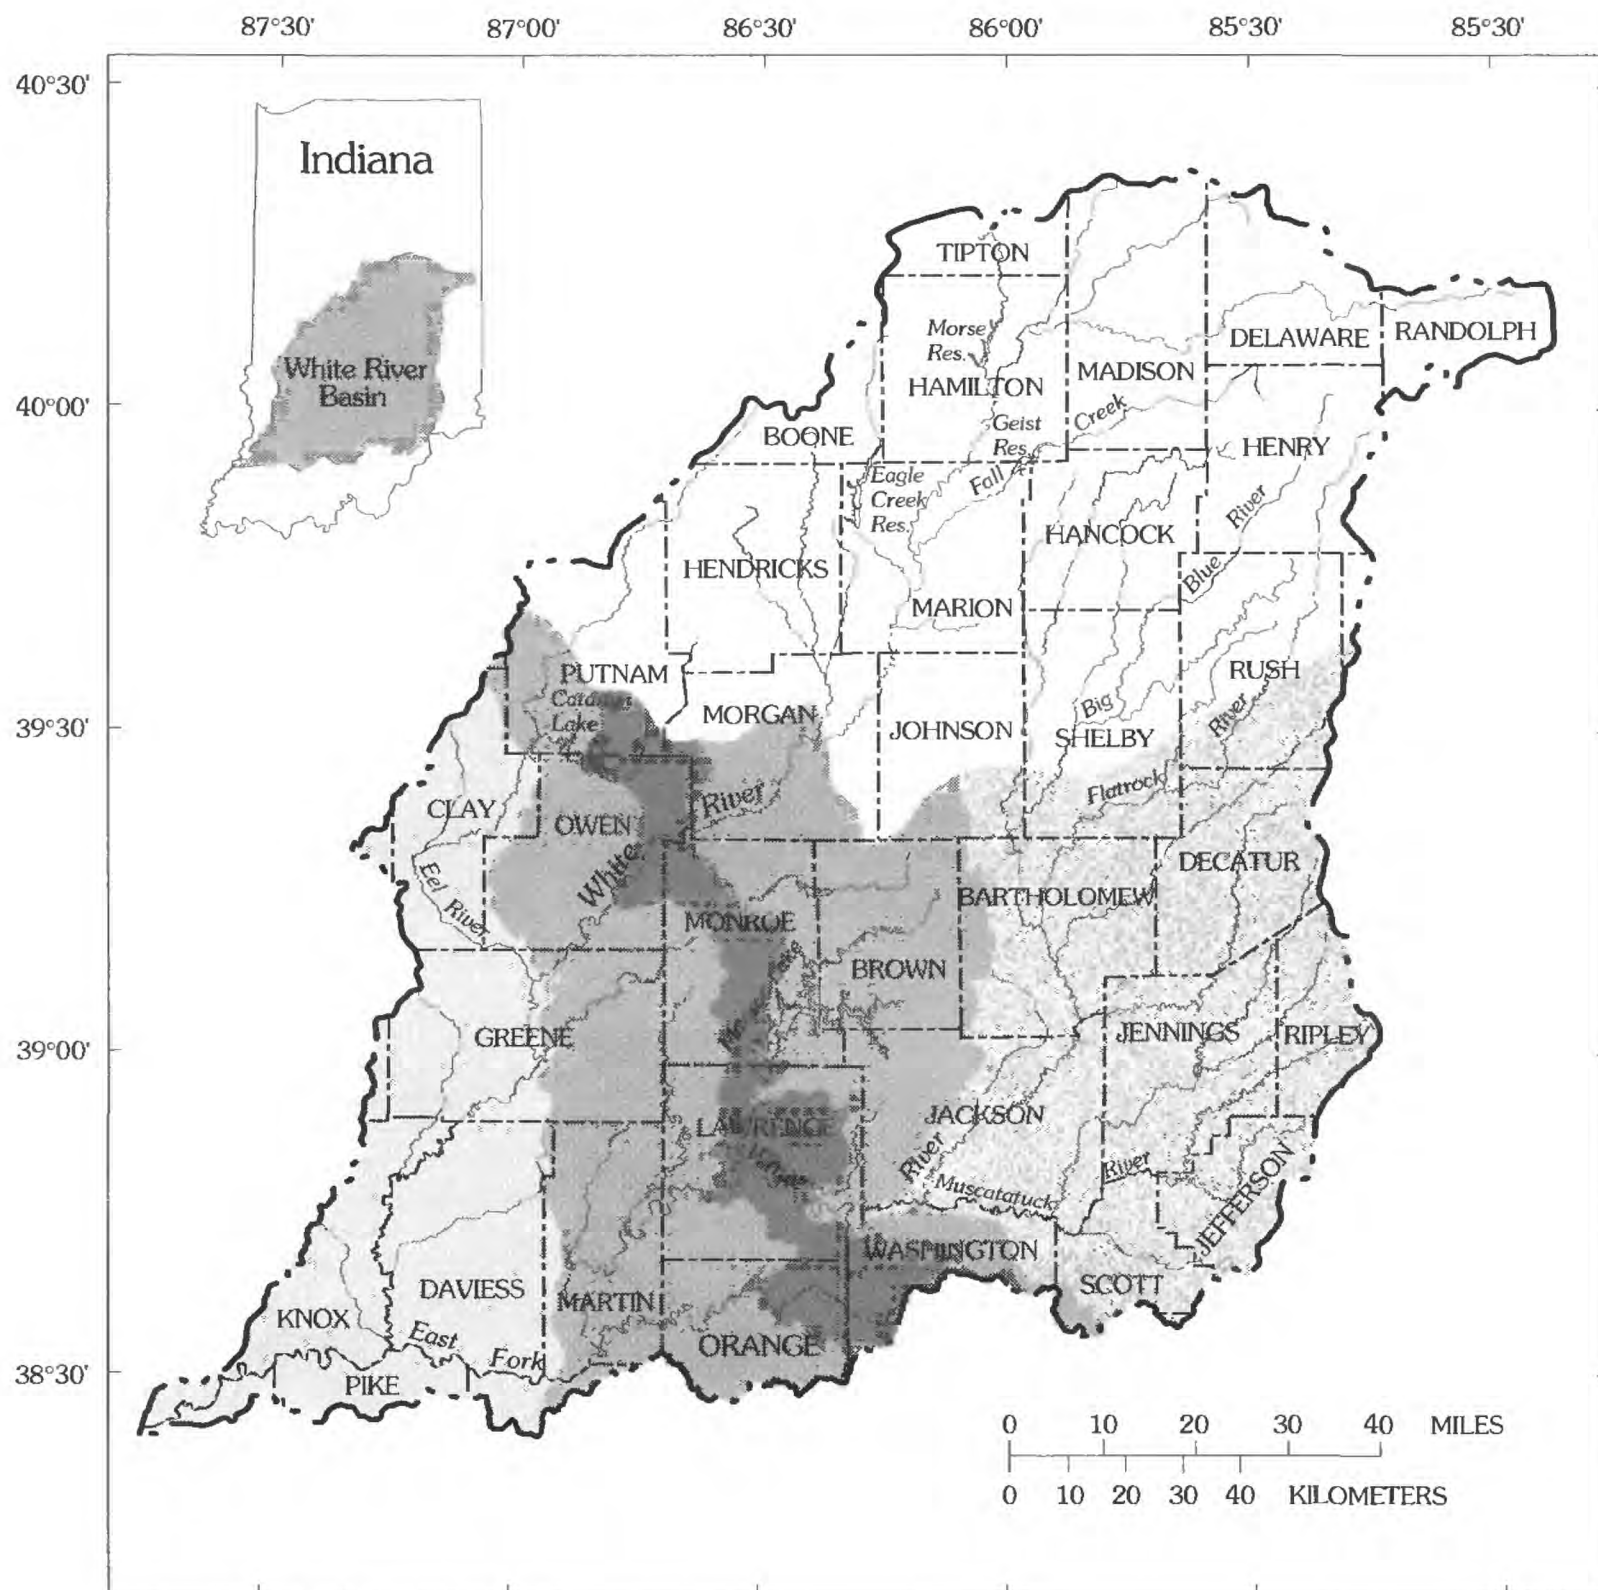 87°30' 87°00' 86°30' 86°00' 85°30' 85°30'
40°30'
Indiana
TIPTON
Morse
Res.
DELAWARE
RANDOLPH
White River
Basin
MADISON
HAMILTON
40°00'
Creek
Geist
Res.
BOONE
HENRY
Eagle
Creek
Res.
Fall
River
HANCOCK
HENDRICKS
Blue
MARION
PUTNAM
RUSH
Lake
MORGAN
Big
River
39°30'
JOHNSON
SHELBY
Flatrock
River
CLAY
OWEN
White
DECATUR
Eel
River
BARTHOLOMEW
MONROE
BROWN
GREENE
JENNINGS
RIPLEY
39°00'
JACKSON
LAWRENCE
River
River
Muscatatuck
JEFFERSON
WASHINGTON
DAVIESS
SCOTT
MARTIN
KNOX
East
Fork
ORANGE
38°30'
PIKE
0 10 20 30 40 MILES
0 10 20 30 40 KILOMETERS